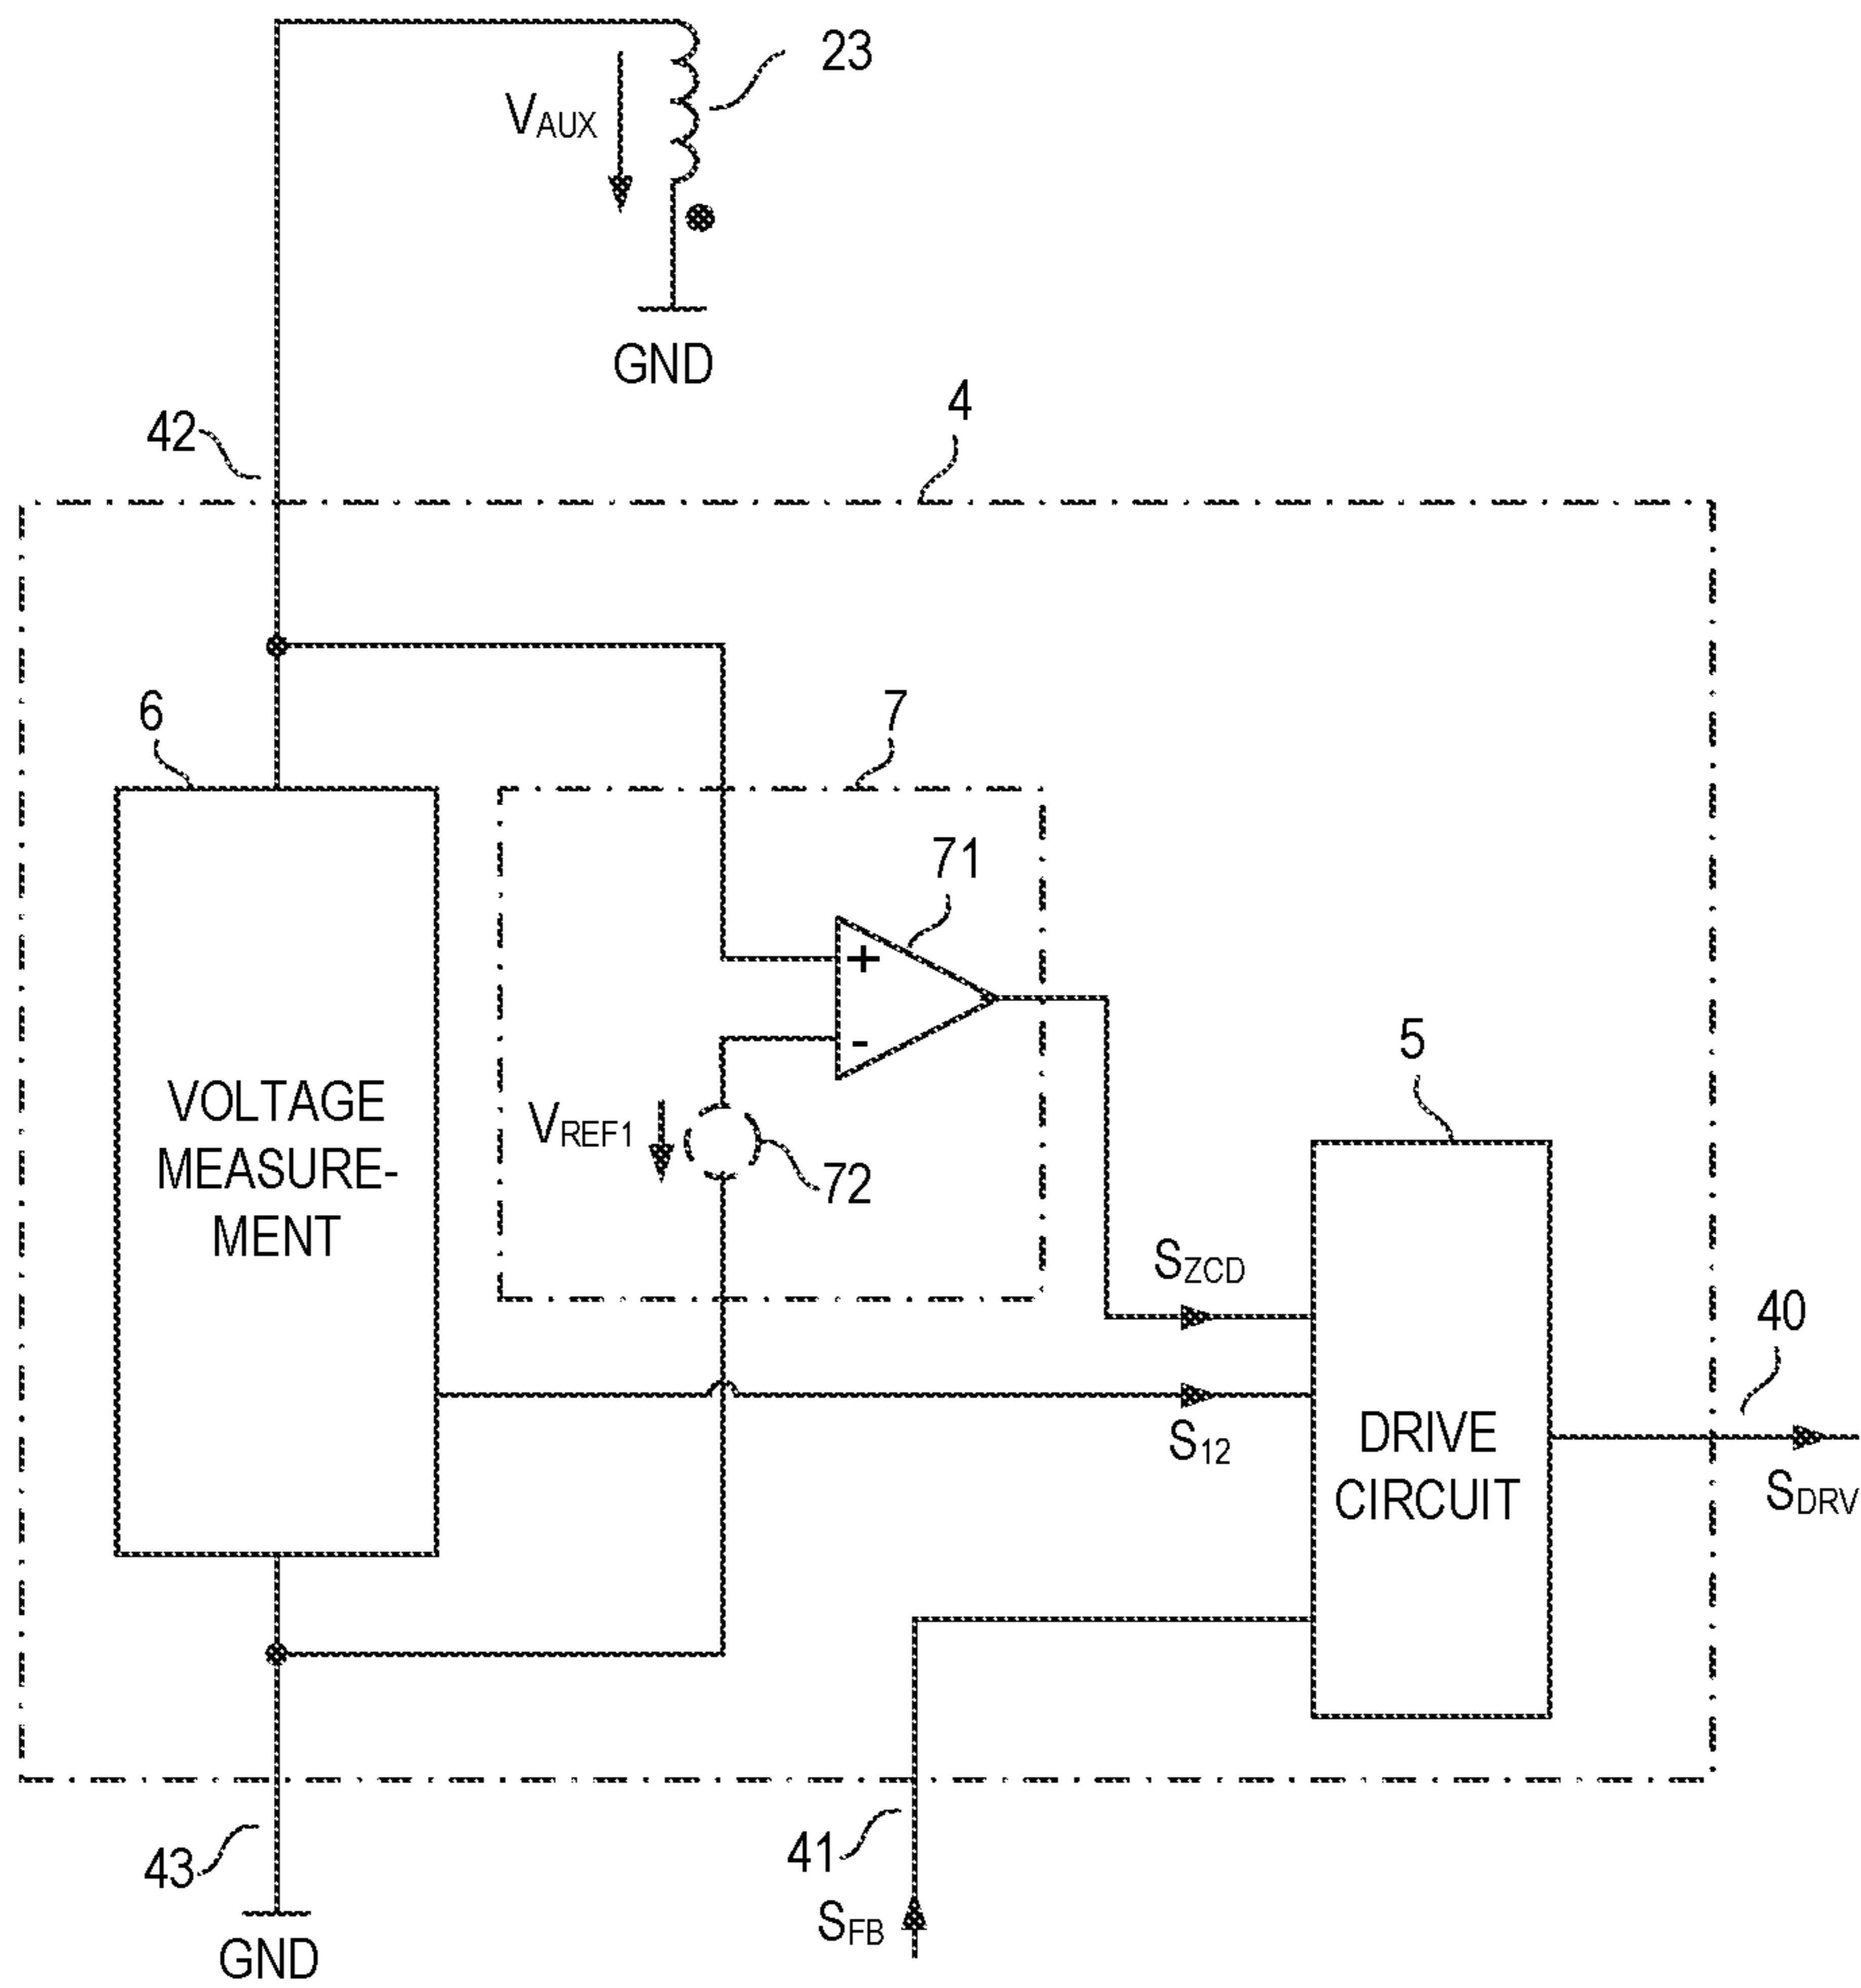 23
VAUX
GND
4
42
6
7
71
+
-
5
VOLTAGE
MEASURE-
MENT
VREF1
72
SZCD
40
S12
DRIVE
CIRCUIT
SDRV
43
41
SFB
GND